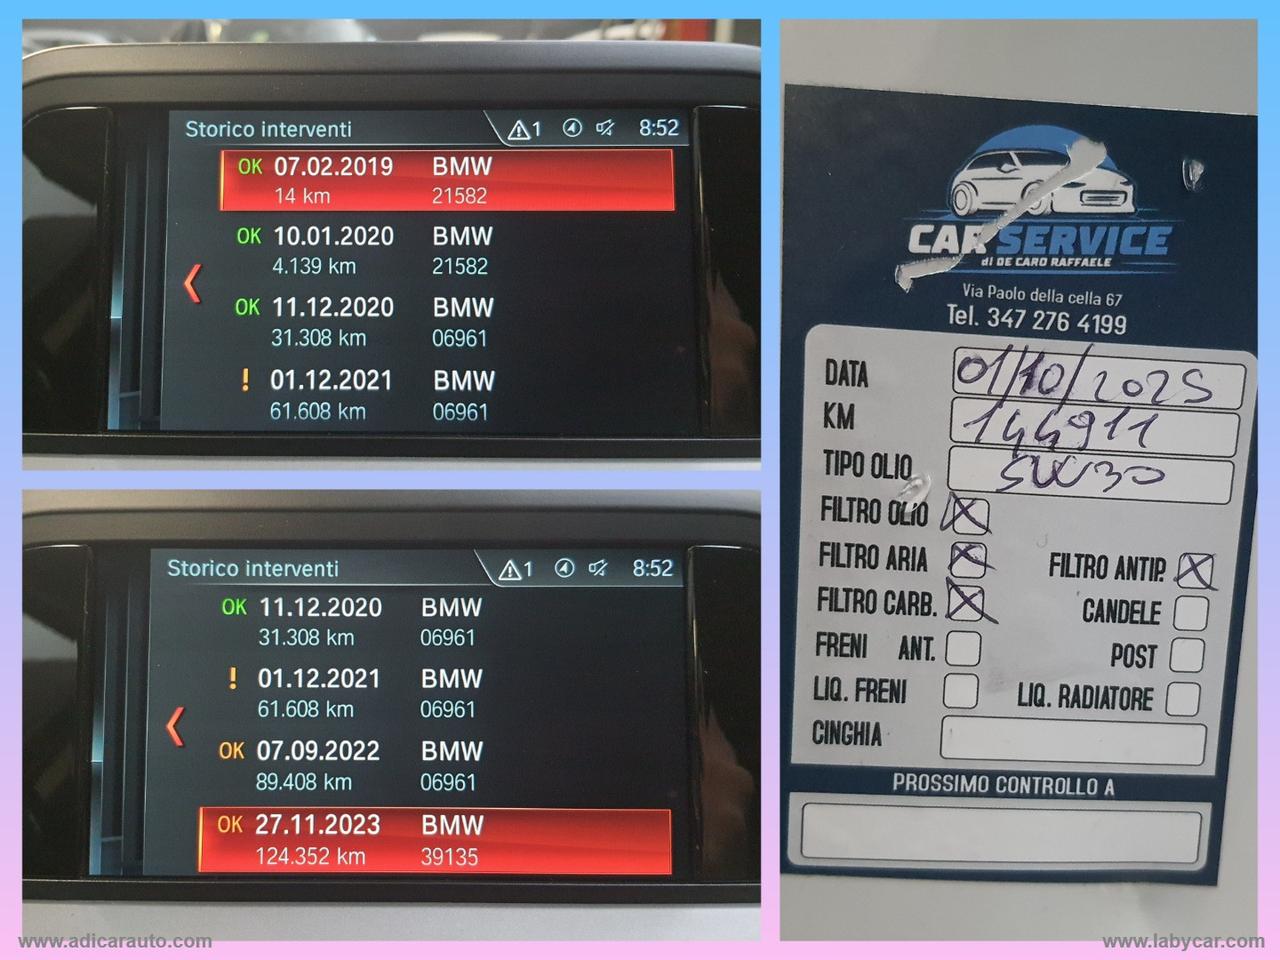 Storico interventi 1 8:52
OK 07.02.2019 BMW
14 km 21582
OK 10.01.2020 BMW
4.139 km 21582
OK 11.12.2020 BMW
31.308 km 06961
! 01.12.2021 BMW
61.608 km 06961
Storico interventi 1 8:52
OK 11.12.2020 BMW
31.308 km 06961
! 01.12.2021 BMW
61.608 km 06961
OK 07.09.2022 BMW
89.408 km 06961
OK 27.11.2023 BMW
124.352 km 39135
CAR SERVICE
di DE CARO RAFFAELE
Via Paolo della cella 67
Tel. 347 276 4199
DATA 01/10/2025
KM 144911
TIPO OLIO 5W30
FILTRO OLIO X
FILTRO ARIA X FILTRO ANTIP. X
FILTRO CARB. X CANDELE
FRENI ANT. POST
LIQ. FRENI LIQ. RADIATORE
CINGHIA
PROSSIMO CONTROLLO A
www.adicarauto.com
www.labycar.com